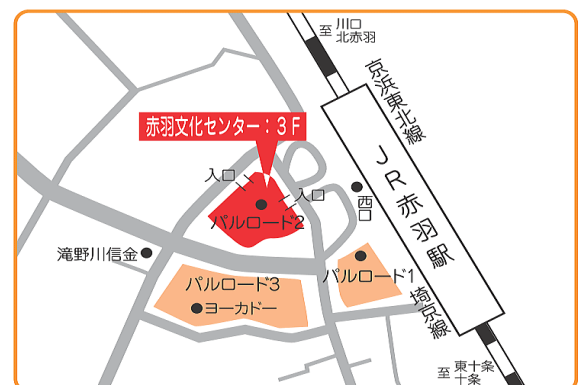 至 川口
北赤羽
京浜東北線
赤羽文化センター：3F
JR赤羽駅
入口
入口
西口
パルロード2
滝野川信金
パルロード1
パルロード3
ヨーカドー
埼京線
至 東十条
十条